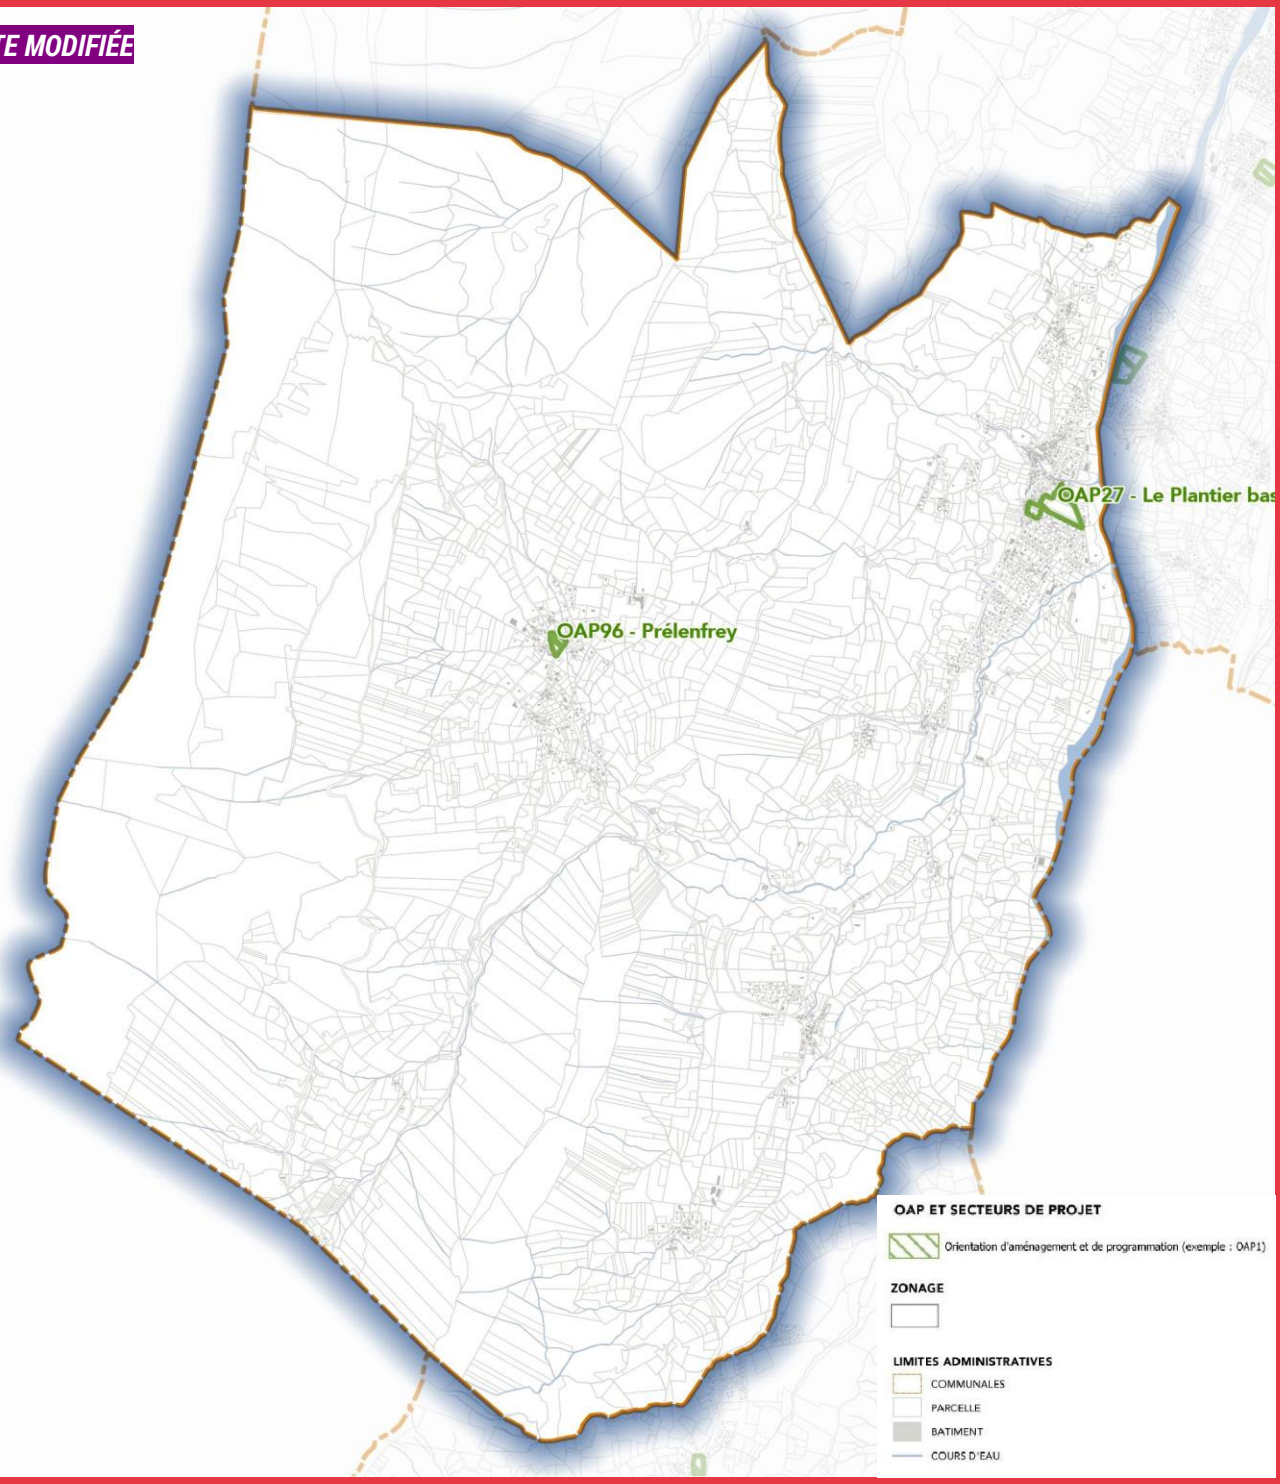 TE MODIFIÉE
OAP27 - Le Plantier bas
OAP96 - Prélenfrey
OAP ET SECTEURS DE PROJET
Orientation d'aménagement et de programmation (exemple : OAP1)
ZONAGE
LIMITES ADMINISTRATIVES
COMMUNALES
PARCELLE
BATIMENT
COURS D'EAU